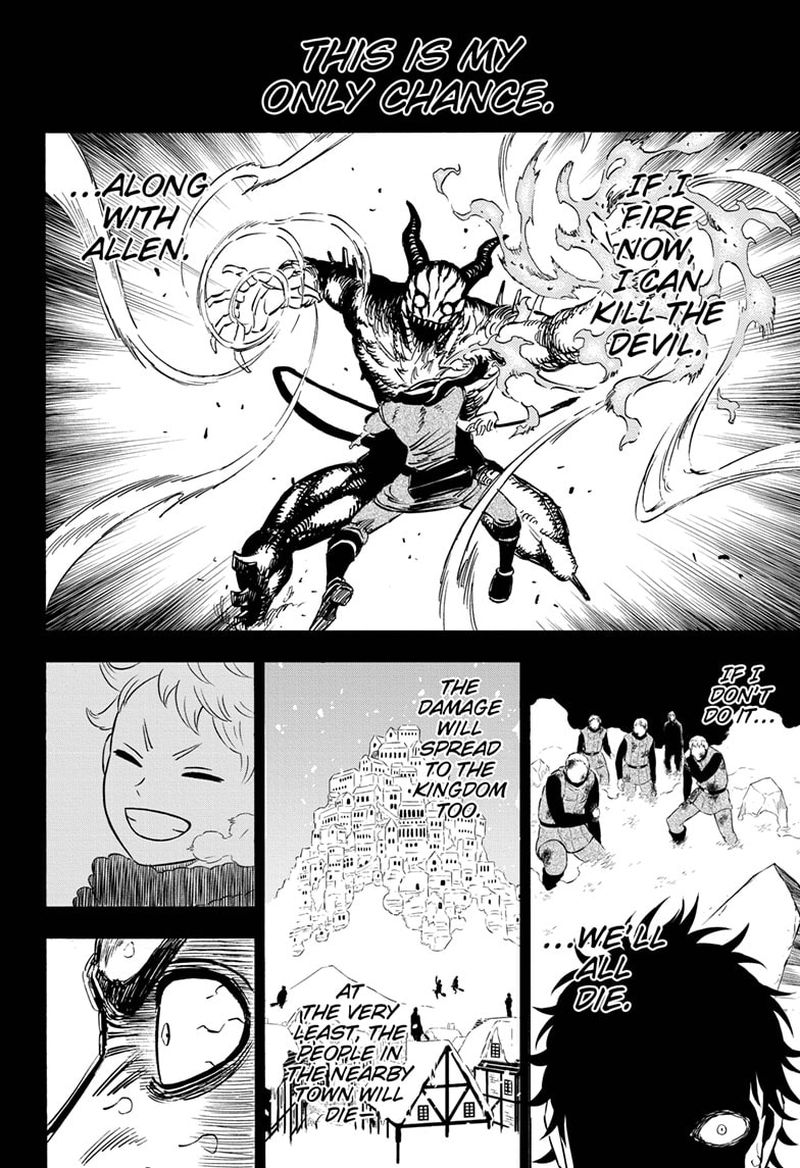 THIS IS MY
ONLY CHANCE.
IF I
FIRE
NOW,
I CAN
KILL THE
DEVIL.
...ALONG
WITH
ALLEN.
IF I
DON'T
DO IT...
...WE'LL
ALL
DIE.
THE
DAMAGE
WILL
SPREAD
TO THE
KINGDOM
TOO.
AT
THE VERY
LEAST, THE
PEOPLE IN
THE NEARBY
TOWN WILL
DIE—